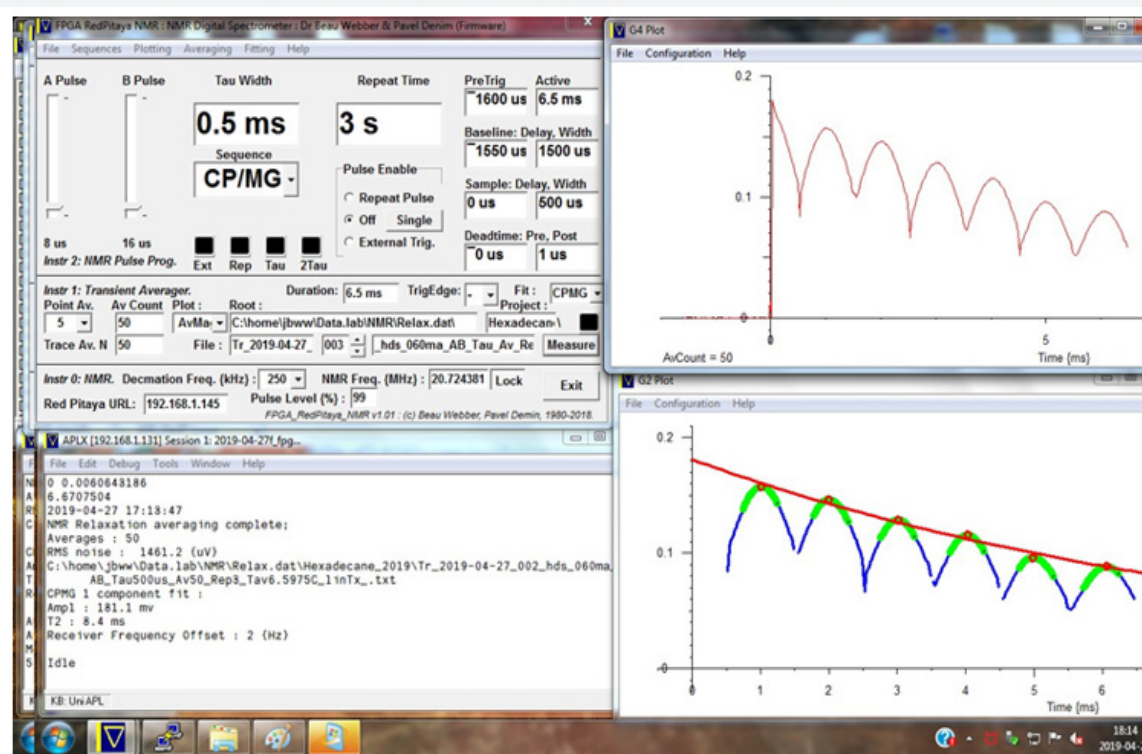 FPGA RedPitaya NMR : NMR Digital Spectrometer : Dr Beau Webber & Pavel Denim (Firmware)
File Sequences Plotting Averaging Fitting Help
A Pulse B Pulse Tau Width Repeat Time PreTrig Active
¯1600 us 6.5 ms
0.5 ms 3 s
Baseline: Delay, Width
¯1550 us 1500 us
Sequence
CP/MG
Pulse Enable
Repeat Pulse
Off Single
External Trig.
Sample: Delay, Width
0 us 500 us
Deadtime: Pre, Post
¯0 us 1 us
8 us 16 us
Instr 2: NMR Pulse Prog. Ext Rep Tau 2Tau
Instr 1: Transient Averager. Duration: 6.5 ms TrigEdge: - Fit : CPMG
Point Av. Av Count Plot : Root : Project :
5 50 AvMa C:\home\jbww\Data.lab\NMR\Relax.dat\ Hexadecan \
Trace Av. N 50 File : Tr_2019-04-27_ 003 _hds_060ma_AB_Tau_Av_Re Measure
Instr 0: NMR. Decmation Freq. (kHz) : 250 NMR Freq. (MHz) : 20.724381 Lock Exit
Red Pitaya URL: 192.168.1.145 Pulse Level (%) : 99
FPGA_RedPitaya_NMR v1.01 : (c) Beau Webber, Pavel Demin, 1980-2018.
G4 Plot
File Configuration Help
0.2
0.1
0
0
5
AvCount = 50
Time {ms}
G2 Plot
File Configuration Help
0.2
0.1
0
0 1 2 3 4 5 6
Time {ms}
APLX [192.168.1.131] Session 1: 2019-04-27f_fpg...
File Edit Debug Tools Window Help
0 0.0060643186
6.6707504
2019-04-27 17:13:47
NMR Relaxation averaging complete;
Averages : 50
RMS noise : 1461.2 (uV)
C:\home\jbww\Data.lab\NMR\Relax.dat\Hexadecane_2019\Tr_2019-04-27_002_hds_060ma_
AB_Tau500us_Av50_Rep3_Tav6.5975C_linTx_.txt
CPMG 1 component fit :
Ampl : 181.1 mv
T2 : 8.4 ms
Receiver Frequency Offset : 2 (Hz)
Idle
KB: UniAPL
18:14
2019-04-